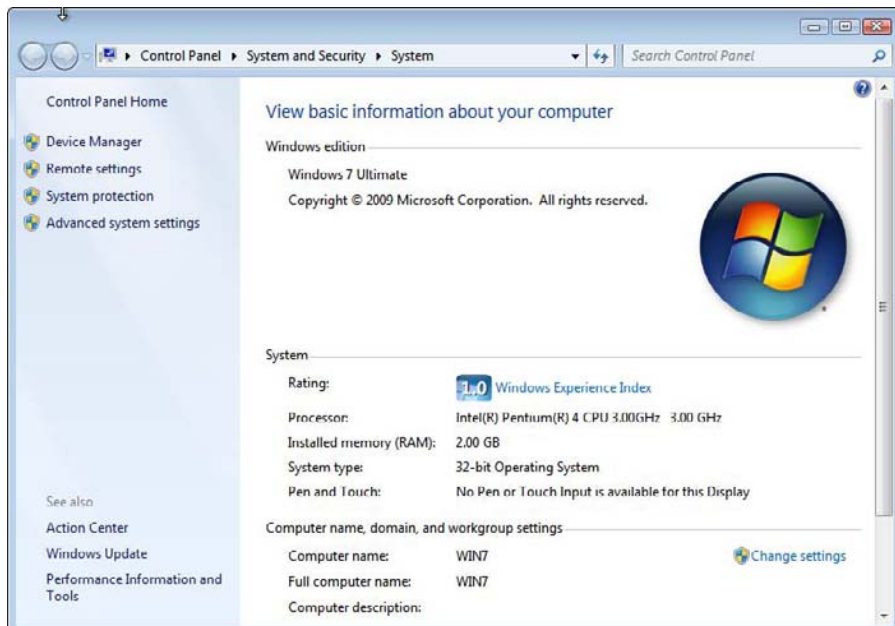 Control Panel ▸ System and Security ▸ System
Search Control Panel
Control Panel Home
Device Manager
Remote settings
System protection
Advanced system settings
See also
Action Center
Windows Update
Performance Information and
Tools
View basic information about your computer
Windows edition
Windows 7 Ultimate
Copyright © 2009 Microsoft Corporation. All rights reserved.
System
Rating: 1.0 Windows Experience Index
Processor: Intel(R) Pentium(R) 4 CPU 3.00GHz 3.00 GHz
Installed memory (RAM): 2.00 GB
System type: 32-bit Operating System
Pen and Touch: No Pen or Touch Input is available for this Display
Computer name, domain, and workgroup settings
Computer name: WIN7 Change settings
Full computer name: WIN7
Computer description: